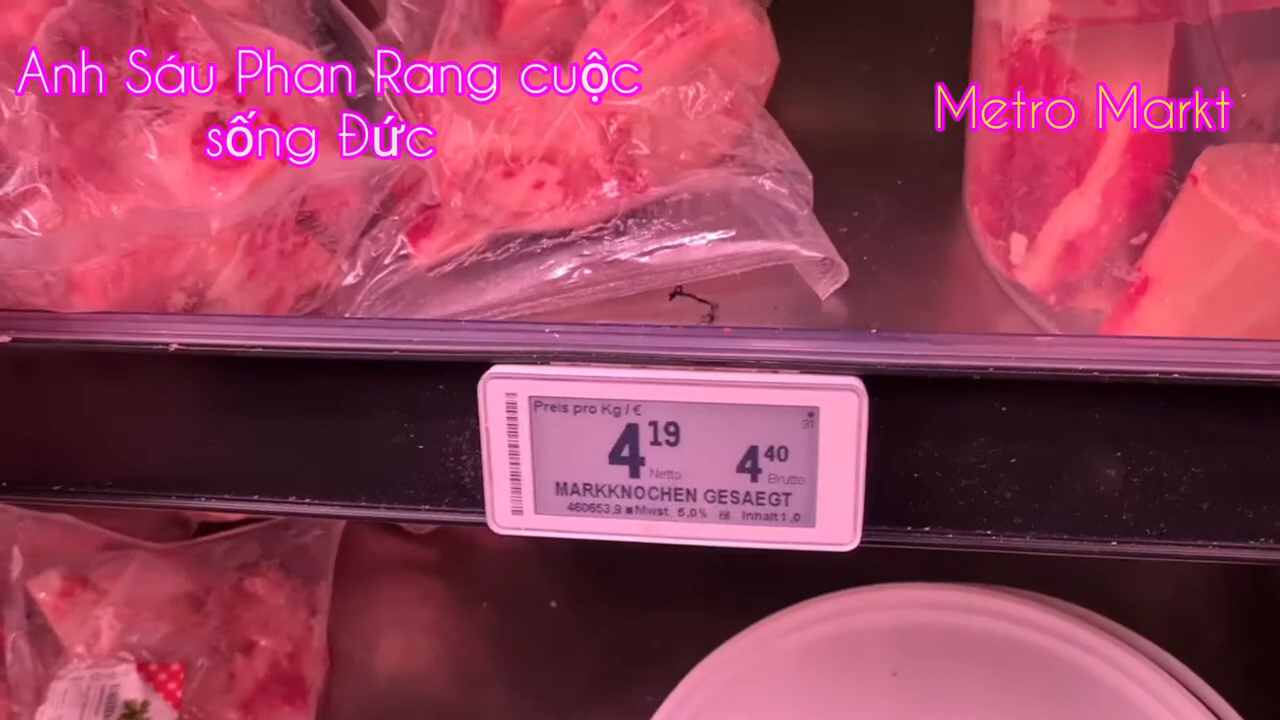 Anh Sáu Phan Rang cuộc
sống Đức
Metro Markt
Preis pro Kg / €
31
4 19 Netto
4 40 Brutto
MARKKNOCHEN GESAEGT
460653.9 Mwst 5,0% Inhalt 1,0